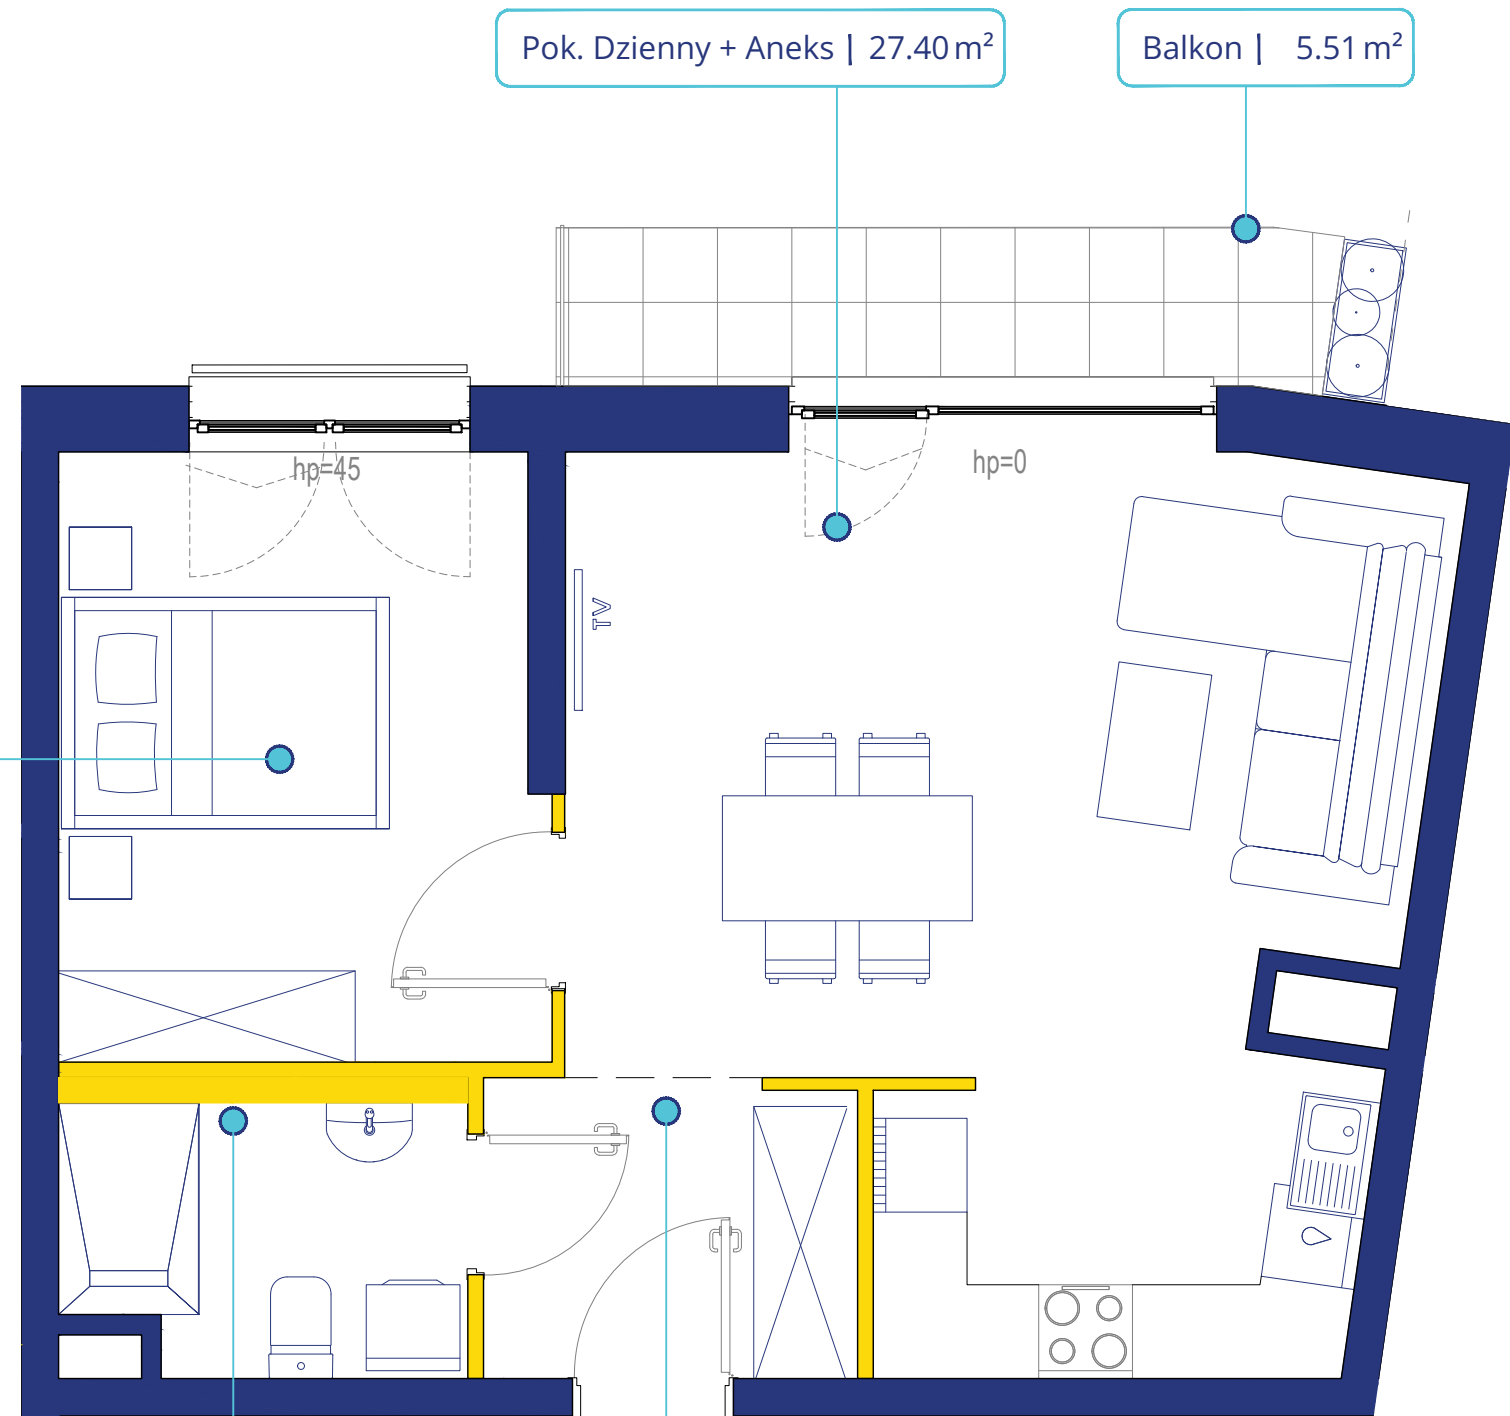 Pok. Dzienny + Aneks | 27.40 m²
Balkon | 5.51 m²
hp=45
hp=0
TV